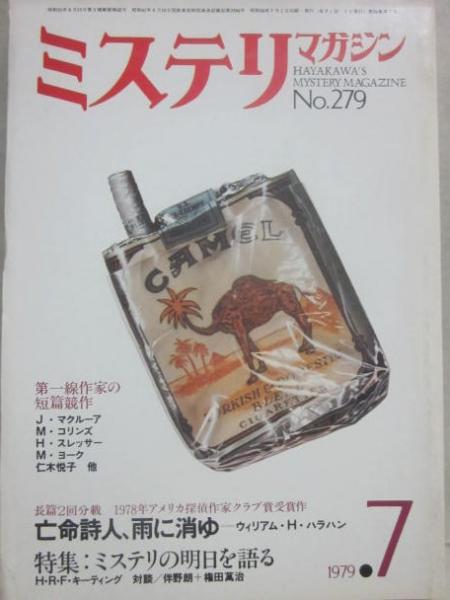 ミステリマガジン
HAYAKAWA'S
MYSTERY MAGAZINE
No.279
CAMEL
TURKISH & DOMESTIC
BLEND
CIGARETTES
第一線作家の
短篇競作
J・マクルーア
M・コリンズ
H・スレッサー
M・ヨーク
仁木悦子 他
長篇2回分載 1978年アメリカ探偵作家クラブ賞受賞作
亡命詩人、雨に消ゆ─ウィリアム・H・ハラハン
特集:ミステリの明日を語る
H・R・F・キーティング 対談/伴野朗+権田萬治
1979●7